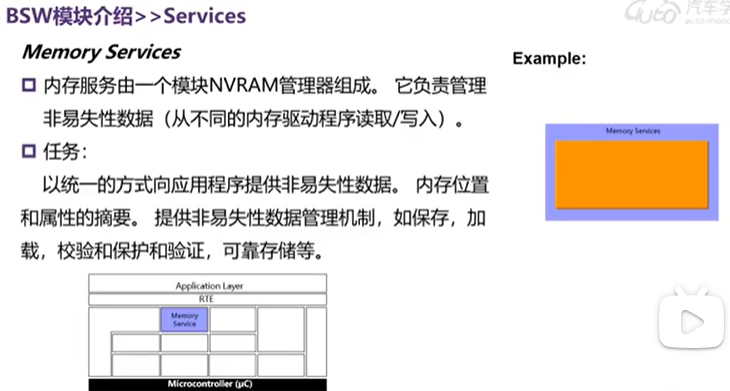 BSW模块介绍>>Services
汽车学
auto-mooc
Memory Services
Example:
内存服务由一个模块NVRAM管理器组成。 它负责管理
非易失性数据（从不同的内存驱动程序读取/写入）。
任务：
以统一的方式向应用程序提供非易失性数据。 内存位置
和属性的摘要。 提供非易失性数据管理机制，如保存，加
载，校验和保护和验证，可靠存储等。
Memory Services
Application Layer
RTE
Memory
Service
Microcontroller (µC)